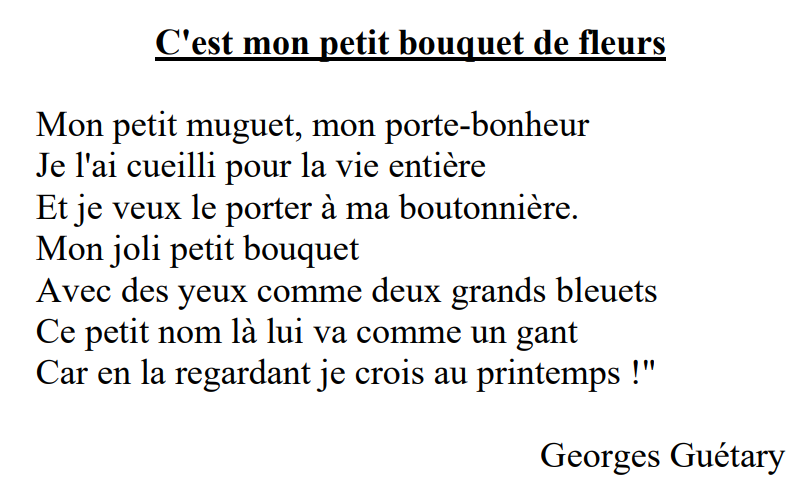 C'est mon petit bouquet de fleurs
Mon petit muguet, mon porte-bonheur
Je l'ai cueilli pour la vie entière
Et je veux le porter à ma boutonnière.
Mon joli petit bouquet
Avec des yeux comme deux grands bleuets
Ce petit nom là lui va comme un gant
Car en la regardant je crois au printemps !"
Georges Guétary